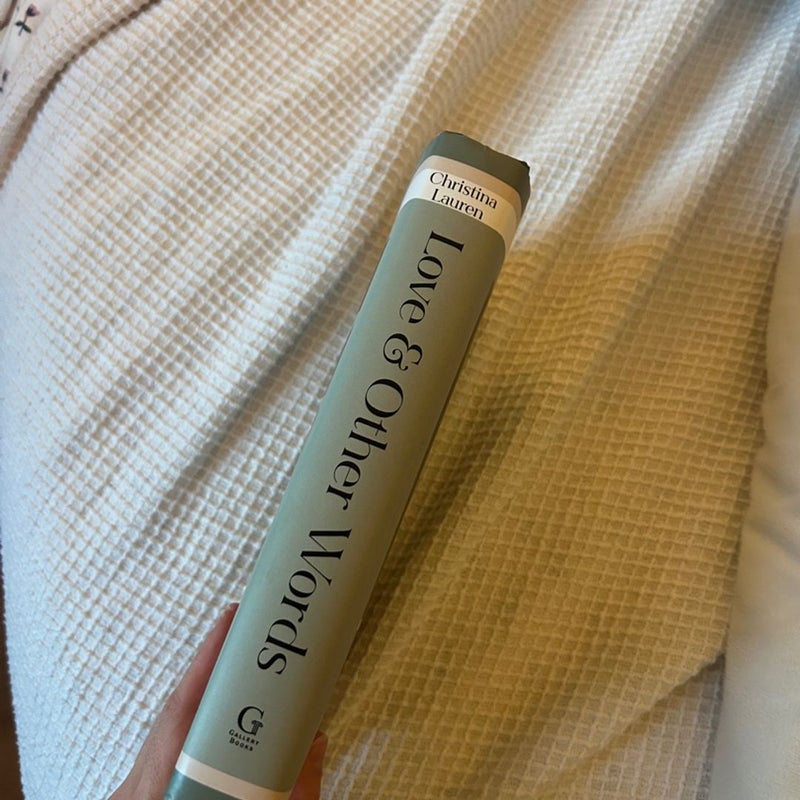 Christina
Lauren
Love & Other Words
G
GALLERY
BOOKS